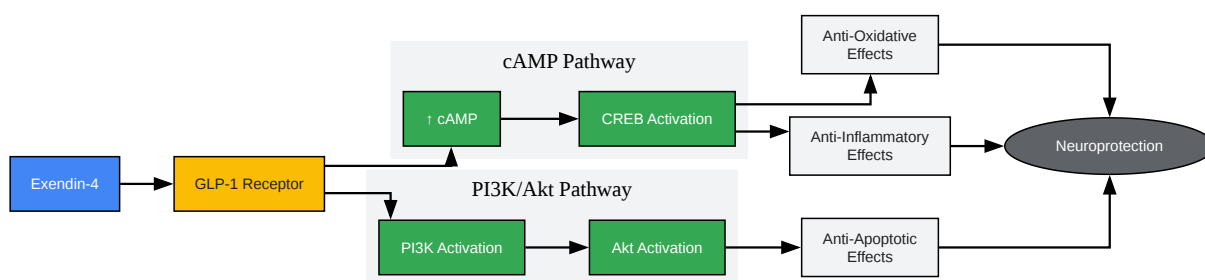 Anti-Oxidative
Effects
cAMP Pathway
↑ cAMP
CREB Activation
Anti-Inflammatory
Effects
Neuroprotection
Exendin-4
GLP-1 Receptor
PI3K/Akt Pathway
PI3K Activation
Akt Activation
Anti-Apoptotic
Effects